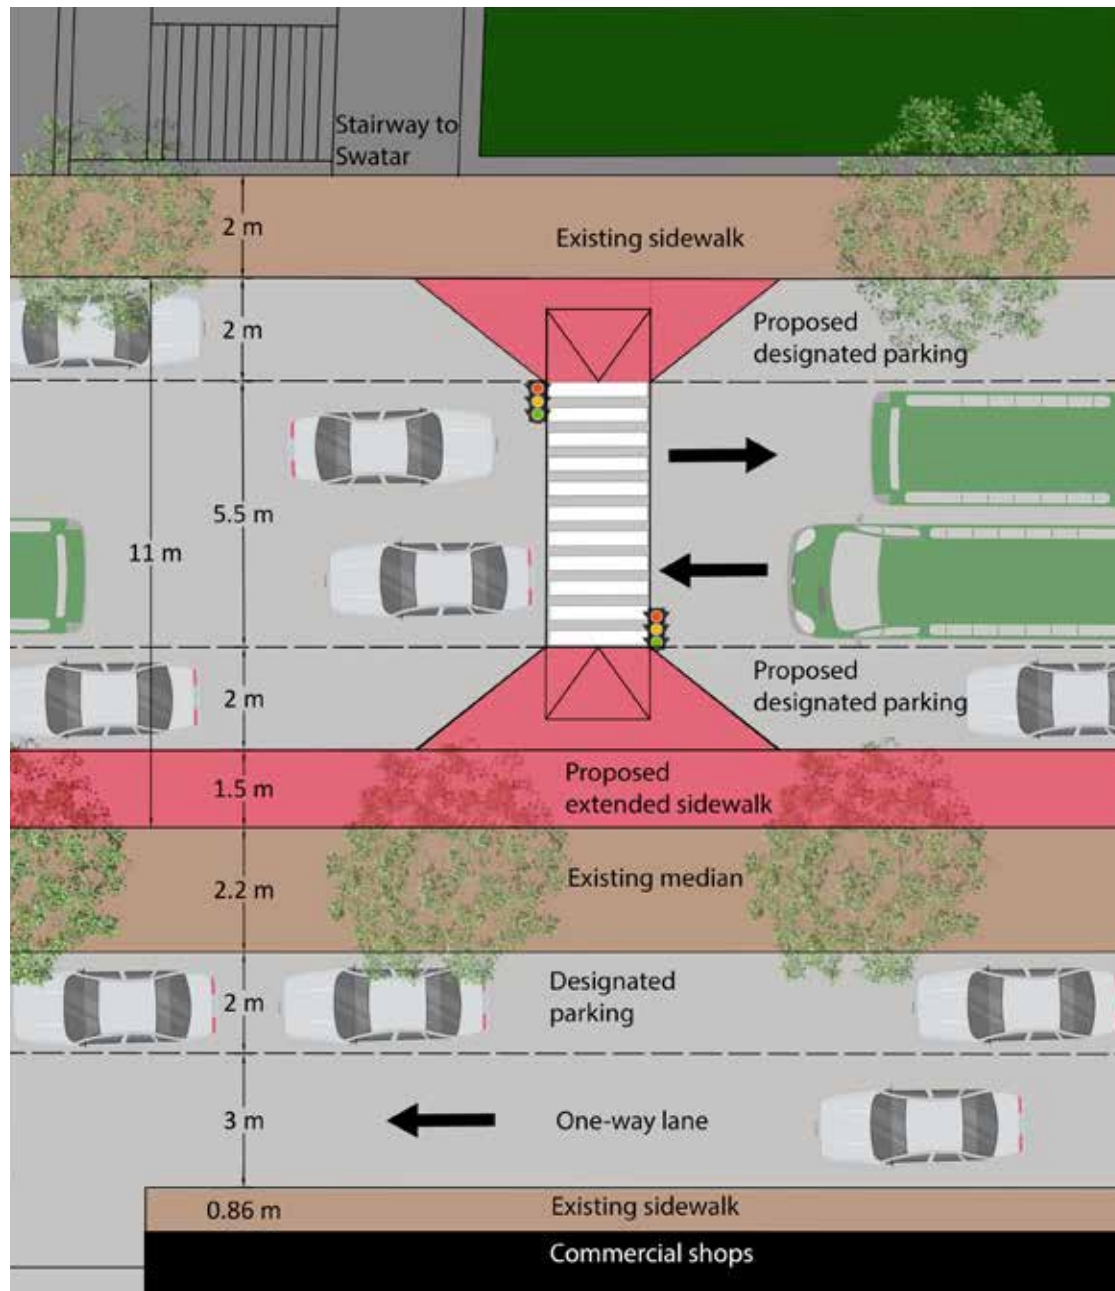 Stairway to
Swatar
2 m
Existing sidewalk
2 m
Proposed
designated parking
5.5 m
11 m
2 m
Proposed
designated parking
1.5 m
Proposed
extended sidewalk
2.2 m
Existing median
2 m
Designated
parking
3 m
One-way lane
0.86 m
Existing sidewalk
Commercial shops